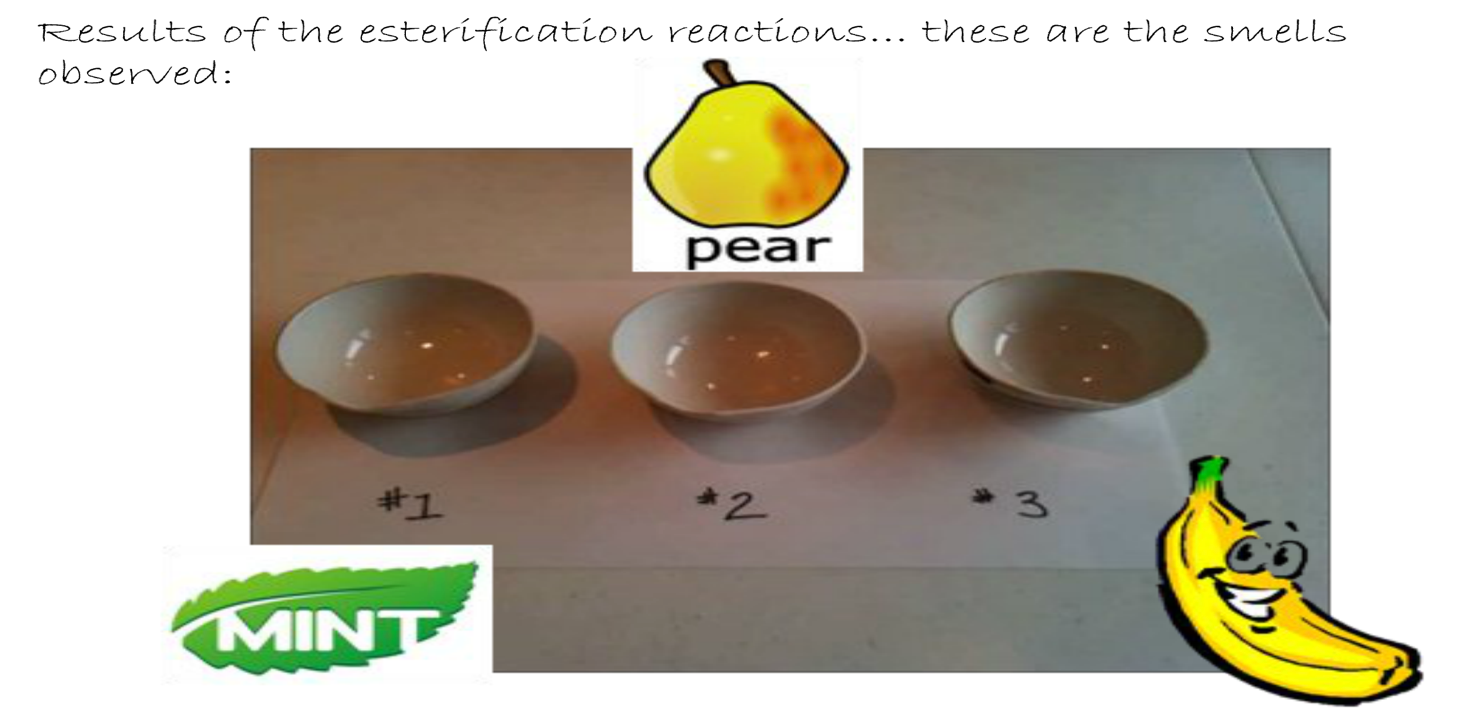 Results of the esterification reactions... these are the smells
observed:
pear
#1 #2 #3
MINT